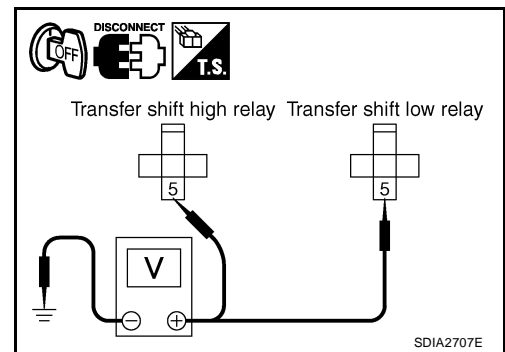 DISCONNECT
OFF
T.S.
Transfer shift high relay Transfer shift low relay
5 5
V
− +
SDIA2707E